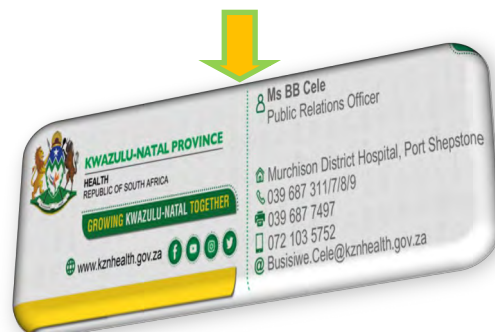 KWAZULU-NATAL PROVINCE
HEALTH
REPUBLIC OF SOUTH AFRICA
GROWING KWAZULU-NATAL TOGETHER
www.kznhealth.gov.za
Ms BB Cele
Public Relations Officer
Murchison District Hospital, Port Shepstone
039 687 311/7/8/9
039 687 7497
072 103 5752
Busisiwe.Cele@kznhealth.gov.za